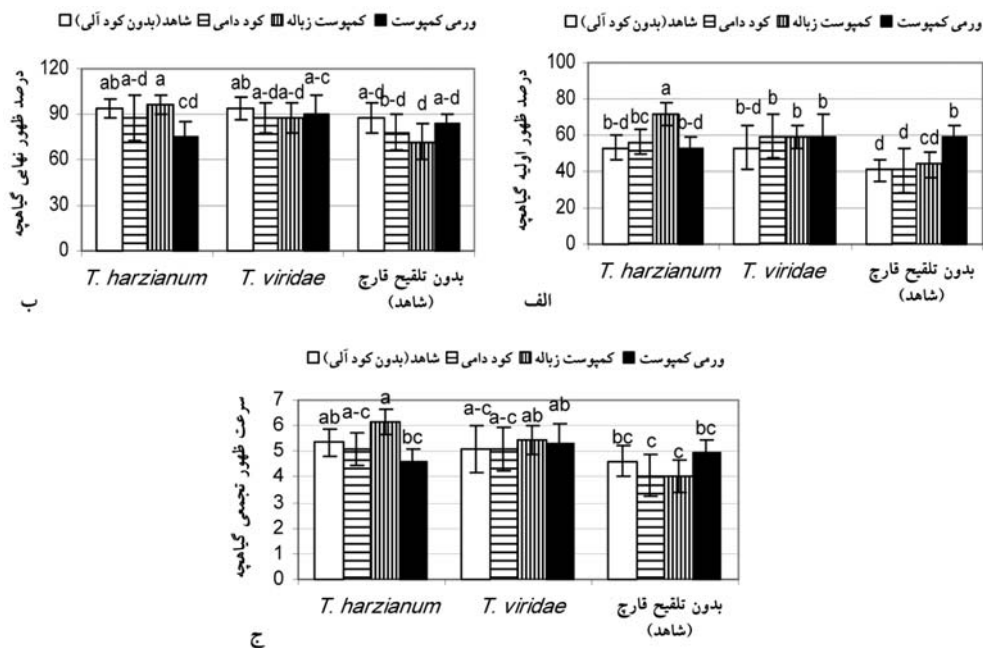 شاهد(بدون کود آلی) کود دامی کمپوست زباله ورمی کمپوست
درصد ظهور اولیه گیاهچه
100
80
60
40
20
0
b-d bc a b-d b-d b b b d d cd b
T. harzianum T. viridae بدون تلقیح قارچ
(شاهد)
الف
شاهد(بدون کود آلی) کود دامی کمپوست زباله ورمی کمپوست
درصد ظهور نهایی گیاهچه
120
90
60
30
0
ab a-d a cd ab a-d a-d a-c a-d b-d d a-d
T. harzianum T. viridae بدون تلقیح قارچ
(شاهد)
ب
شاهد(بدون کود آلی) کود دامی کمپوست زباله ورمی کمپوست
سرعت ظهور تجمعی گیاهچه
7
6
5
4
3
2
1
0
ab a-c a bc a-c a-c ab ab bc c c bc
T. harzianum T. viridae بدون تلقیح قارچ
(شاهد)
ج